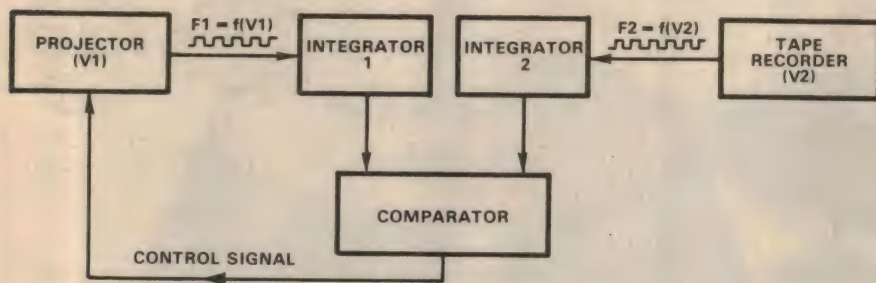 PROJECTOR
(V1)
F1 = f(V1)
INTEGRATOR
1
INTEGRATOR
2
F2 = f(V2)
TAPE
RECORDER
(V2)
COMPARATOR
CONTROL SIGNAL